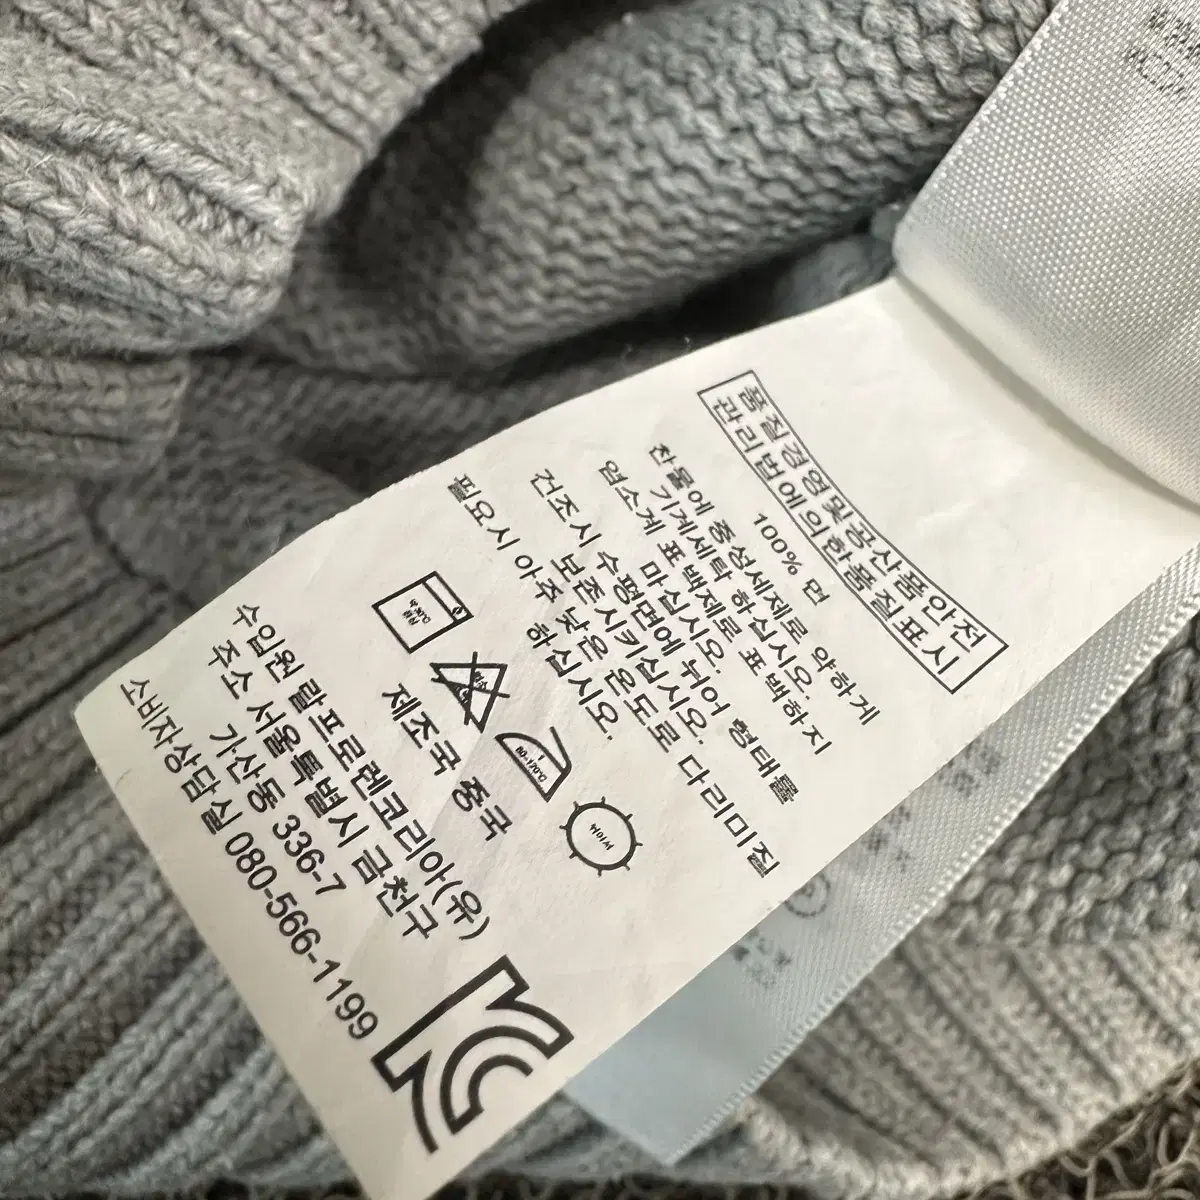 품질경영및공산품안전
관리법에의한품질표시
100% 면
찬물에 중성세제로 약하게
기계세탁 하십시오.
염소계 표백제로 표백하지
마십시오.
건조시 수평면에 뉘어 형태를
보존시키십시오.
필요시 아주 낮은 온도로 다리미질
하십시오.
80~120℃
뉘어서
제조국 중국
수입원 랄프로렌코리아(유)
주소 서울특별시 금천구
가산동 336-7
소비자상담실 080-566-1199